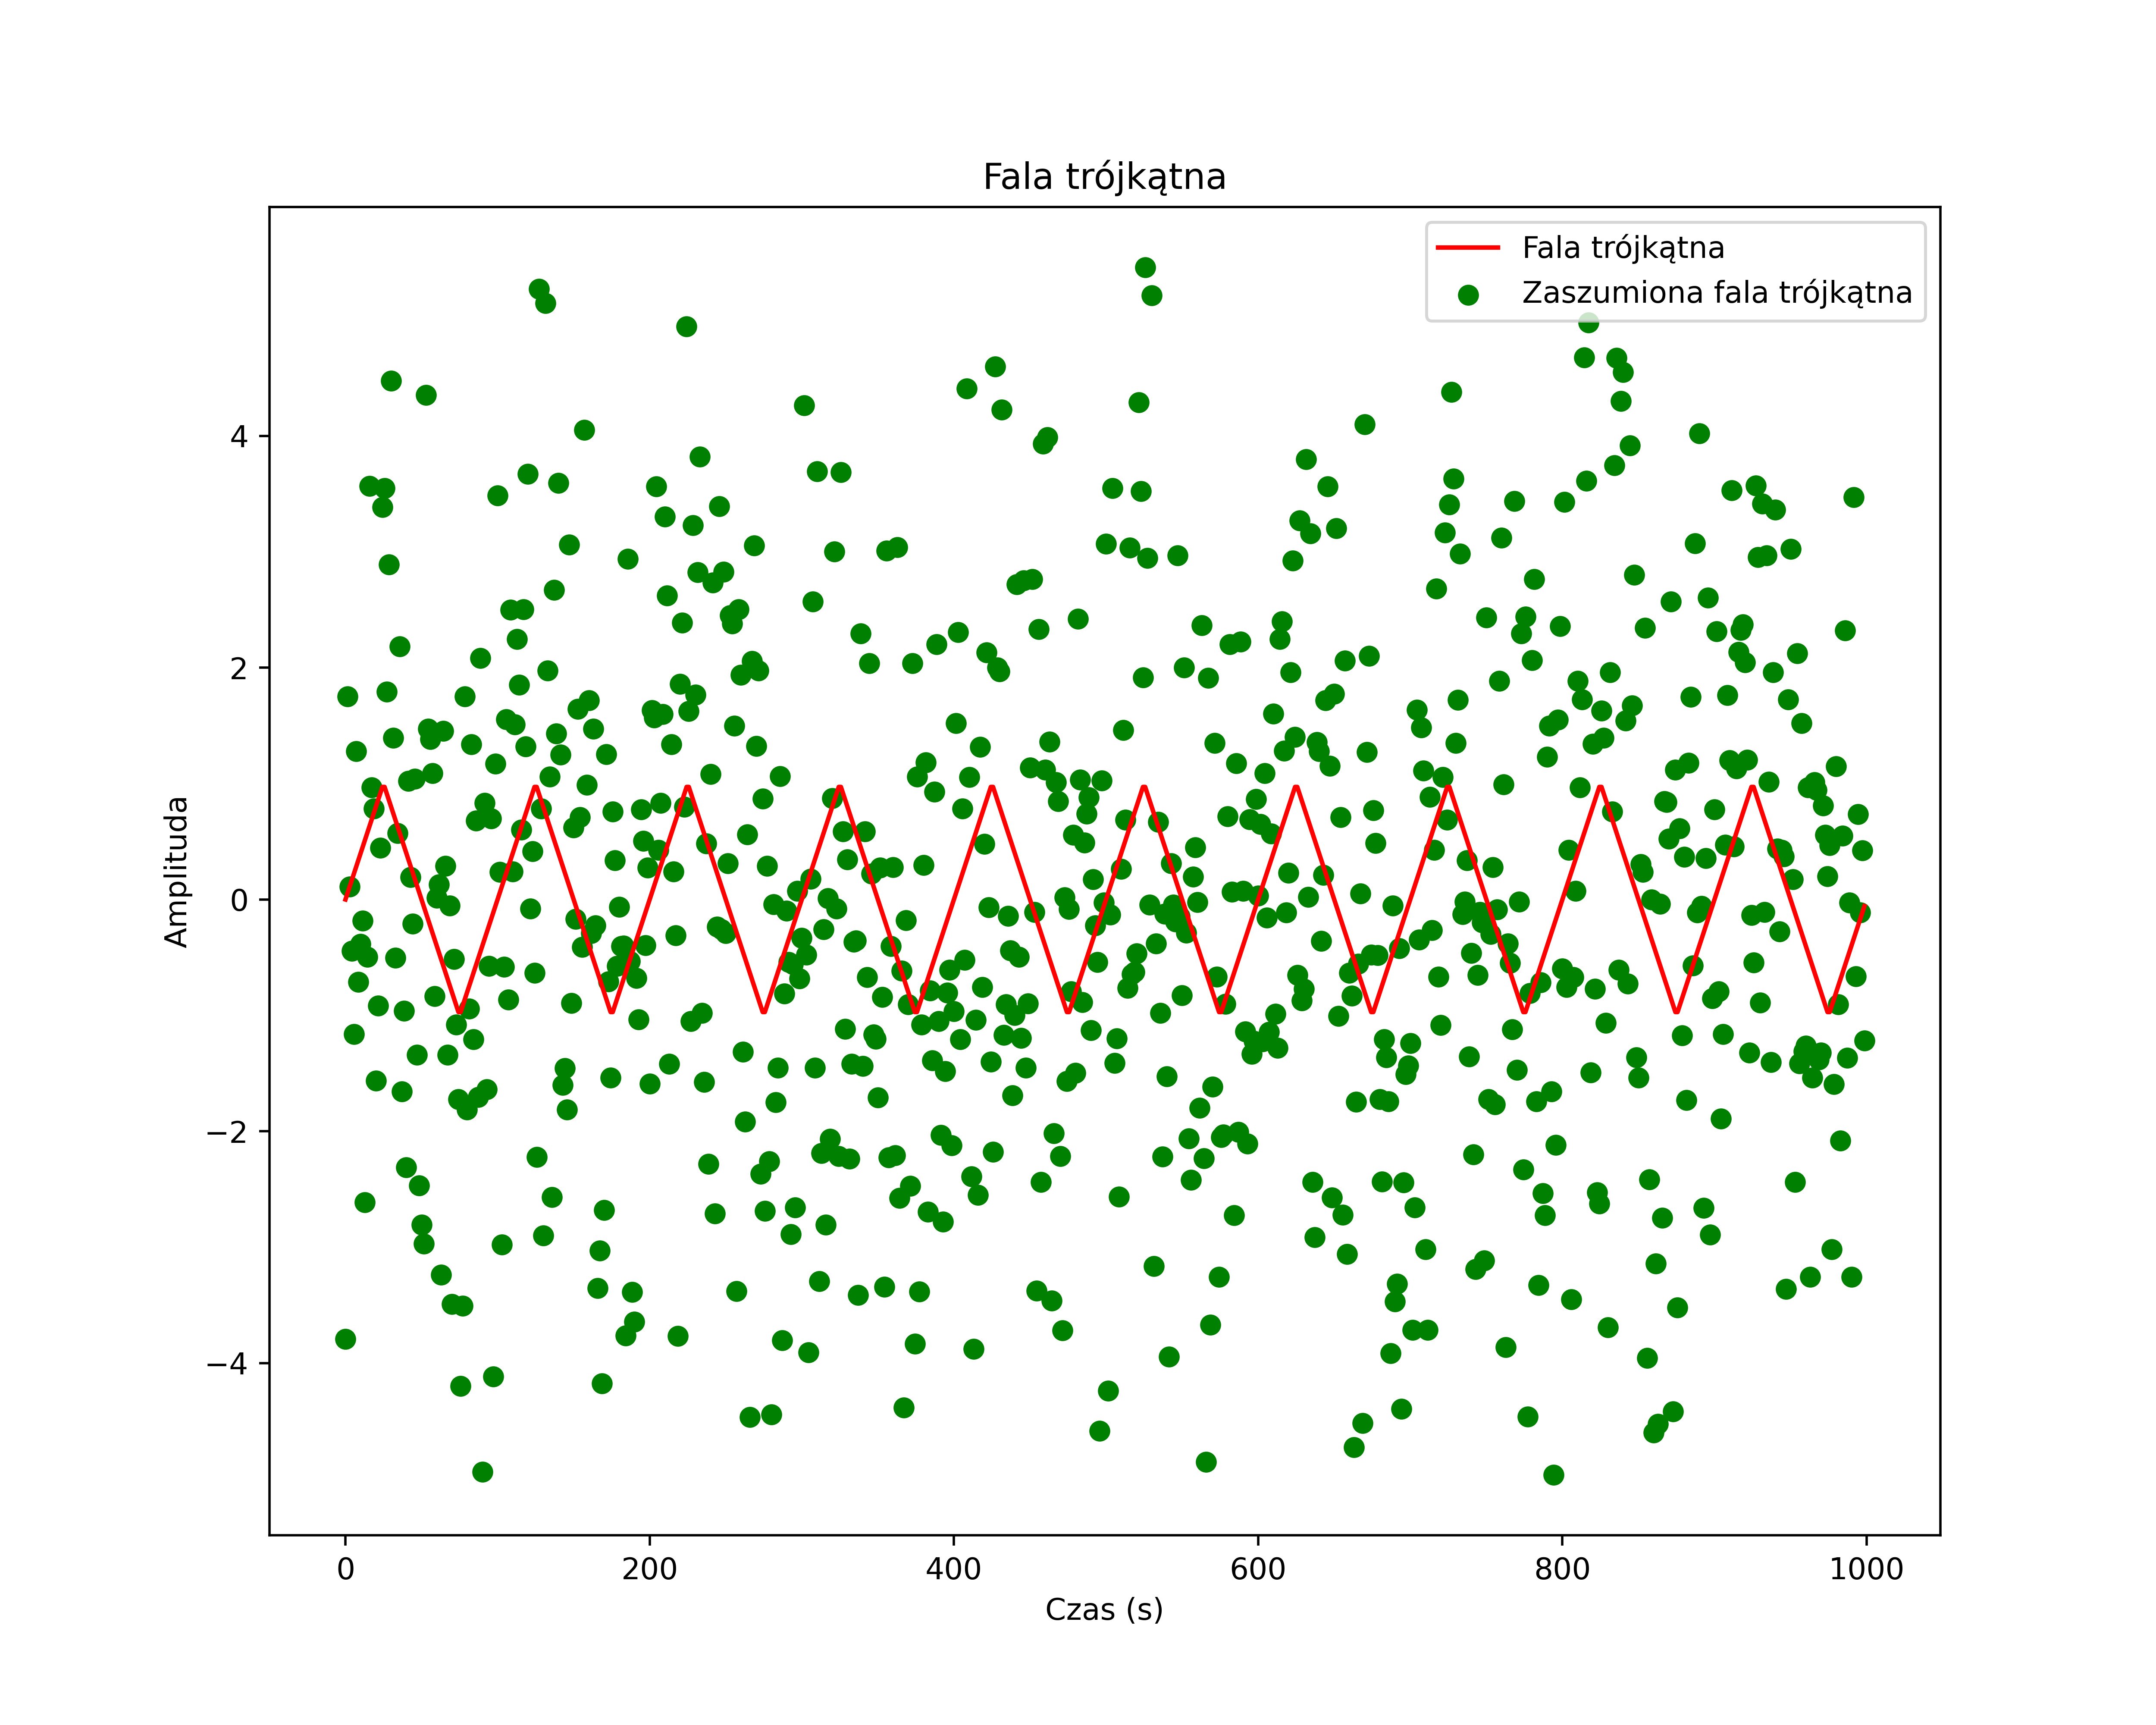 Fala trójkątna
Fala trójkątna
Zaszumiona fala trójkątna
Amplituda
4
2
0
−2
−4
0 200 400 600 800 1000
Czas (s)